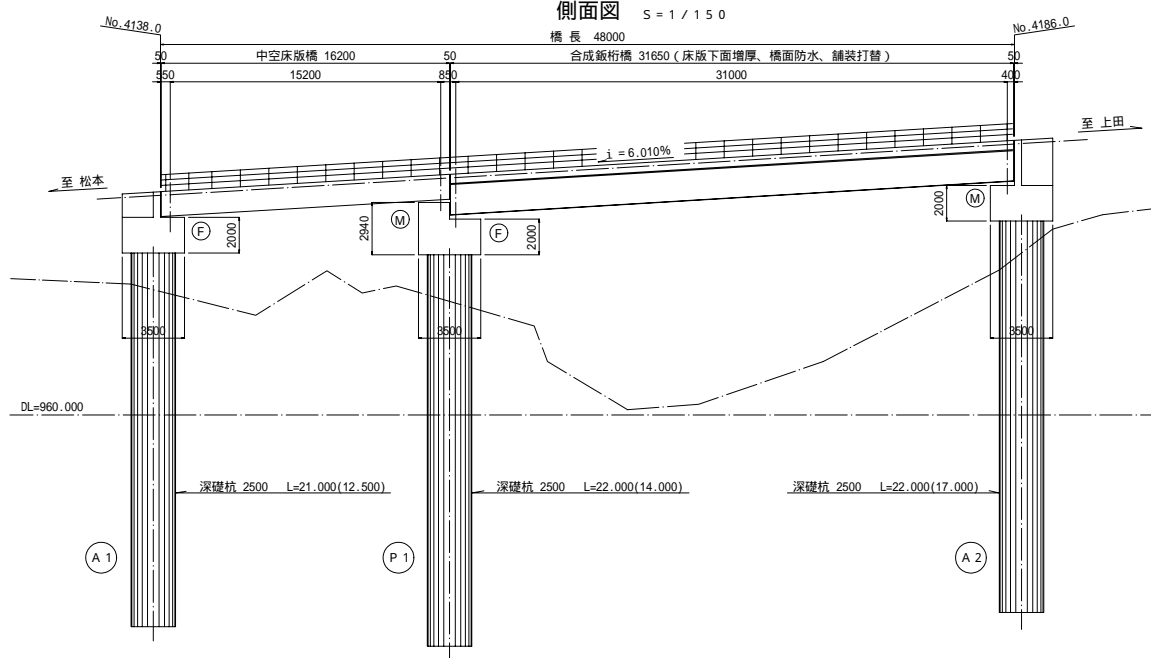 側面図 S=1/150
No.4138.0
No.4186.0
橋長 48000
50 中空床版橋 16200 50 合成鈑桁橋 31650(床版下面増厚、橋面防水、舗装打替) 50
550 15200 850 31000 400
至 上田
i=6.010%
至 松本
F 2000
2940 M
F 2000
2000 M
3500
3500
3500
DL=960.000
深礎杭 2500 L=21.000(12.500)
深礎杭 2500 L=22.000(14.000)
深礎杭 2500 L=22.000(17.000)
A1
P1
A2